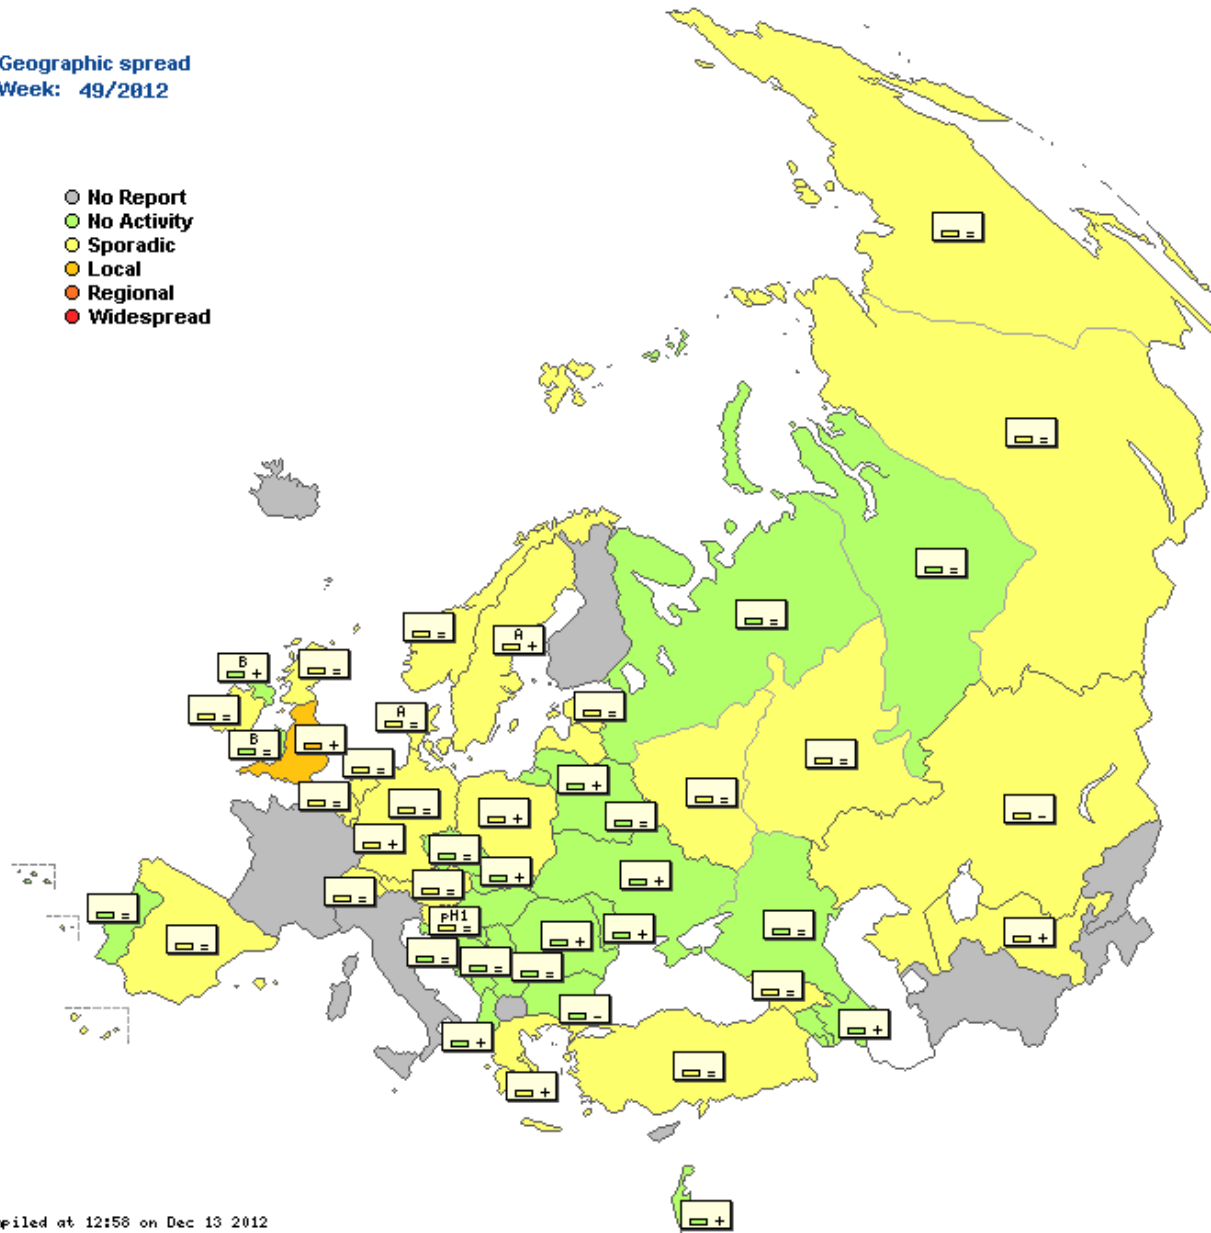 Geographic spread
Week: 49/2012
No Report
No Activity
Sporadic
Local
Regional
Widespread
=
=
=
=
=
A +
B +
=
=
=
A =
B =
+
=
=
=
=
+
=
=
+
=
-
+
=
+
+
=
=
=
pH1 =
+
+
=
+
=
=
=
=
-
+
+
=
+
+
piled at 12:58 on Dec 13 2012